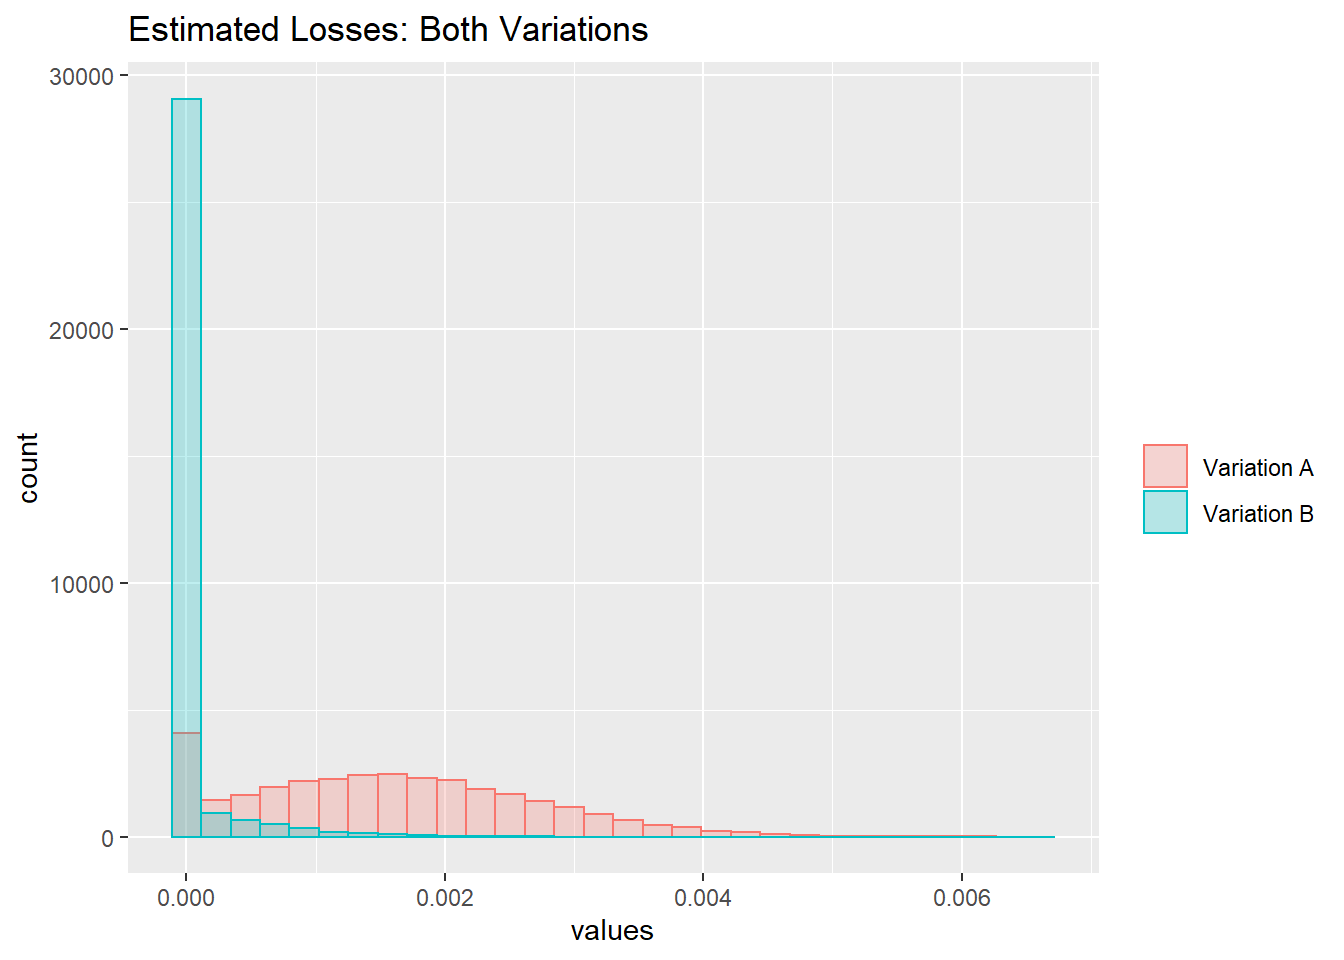 Estimated Losses: Both Variations
30000
20000
10000
0
count
0.000
0.002
0.004
0.006
values
Variation A
Variation B